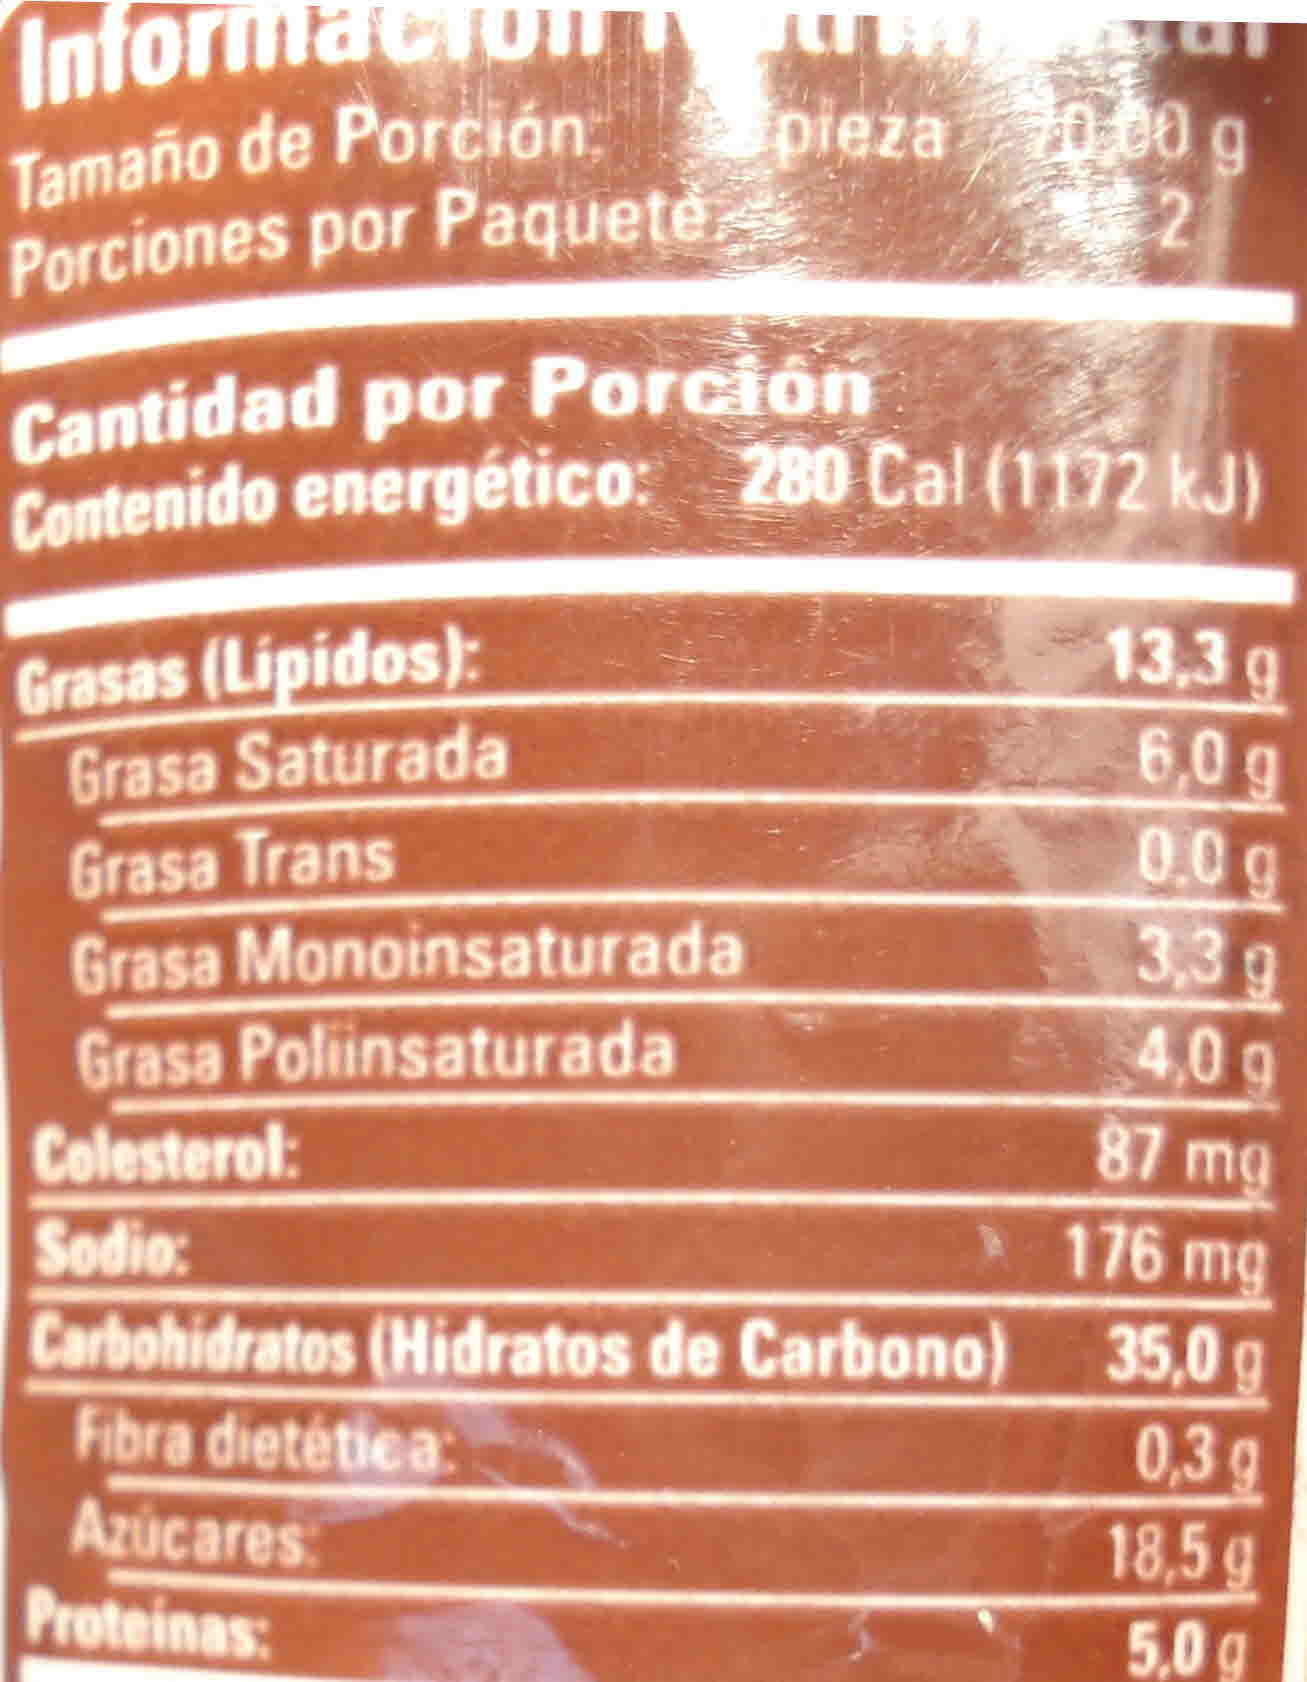 Información Nutrimental
Tamaño de Porción: pieza 70,00 g
Porciones por Paquete: 2
Cantidad por Porción
Contenido energético: 280 Cal (1172 kJ)
Grasas (Lípidos): 13,3 g
Grasa Saturada 6,0 g
Grasa Trans 0.0 g
Grasa Monoinsaturada 3,3 g
Grasa Poliinsaturada 4,0 g
Colesterol: 87 mg
Sodio: 176 mg
Carbohidratos (Hidratos de Carbono) 35,0 g
Fibra dietética: 0,3 g
Azúcares: 18,5 g
Proteínas: 5,0 g